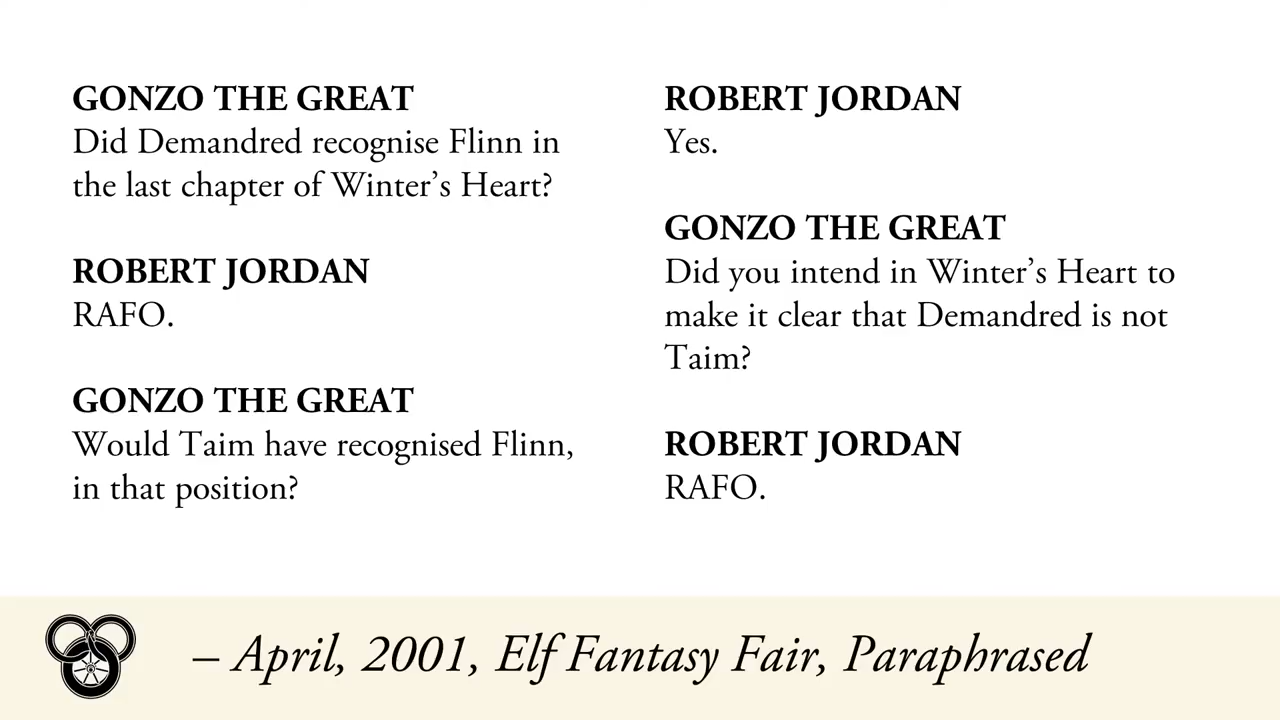 GONZO THE GREAT
Did Demandred recognise Flinn in
the last chapter of Winter’s Heart?
ROBERT JORDAN
RAFO.
GONZO THE GREAT
Would Taim have recognised Flinn,
in that position?
ROBERT JORDAN
Yes.
GONZO THE GREAT
Did you intend in Winter’s Heart to
make it clear that Demandred is not
Taim?
ROBERT JORDAN
RAFO.
– April, 2001, Elf Fantasy Fair, Paraphrased